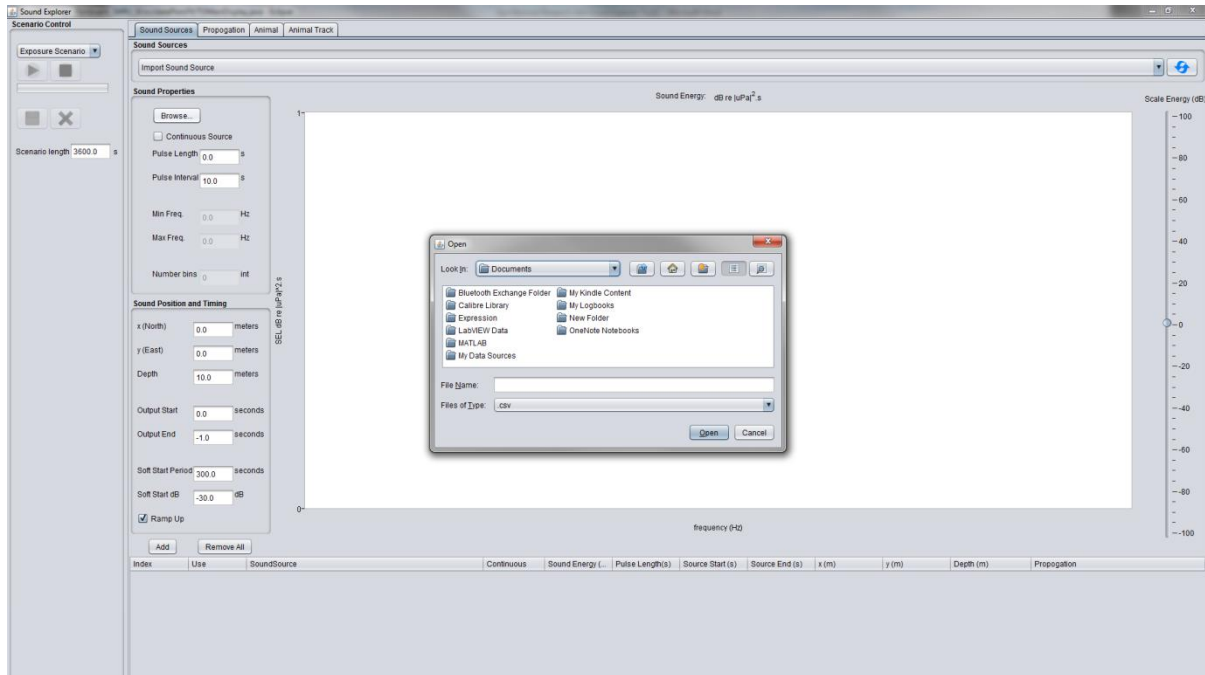 Sound Explorer
Scenario Control
Exposure Scenario
Scenario length 3600.0 s
Sound Sources Propogation Animal Animal Track
Sound Sources
Import Sound Source
Sound Properties
Browse...
Continuous Source
Pulse Length 0.0 s
Pulse Interval 10.0 s
Min Freq. 0.0 Hz
Max Freq. 0.0 Hz
Number bins 0 int
Sound Position and Timing
x (North) 0.0 meters
y (East) 0.0 meters
Depth 10.0 meters
Output Start 0.0 seconds
Output End -1.0 seconds
Soft Start Period 300.0 seconds
Soft Start dB -30.0 dB
Ramp Up
Add Remove All
Sound Energy: dB re |uPa|².s
1
SEL dB re |uPa|^2.s
0
frequency (Hz)
Open
Look In: Documents
Bluetooth Exchange Folder My Kindle Content
Calibre Library My Logbooks
Expression New Folder
LabVIEW Data OneNote Notebooks
MATLAB
My Data Sources
File Name:
Files of Type: .csv
Open Cancel
Scale Energy (dB)
100
80
60
40
20
0
-20
-40
-60
-80
-100
Index Use SoundSource Continuous Sound Energy (... Pulse Length(s) Source Start (s) Source End (s) x (m) y (m) Depth (m) Propogation